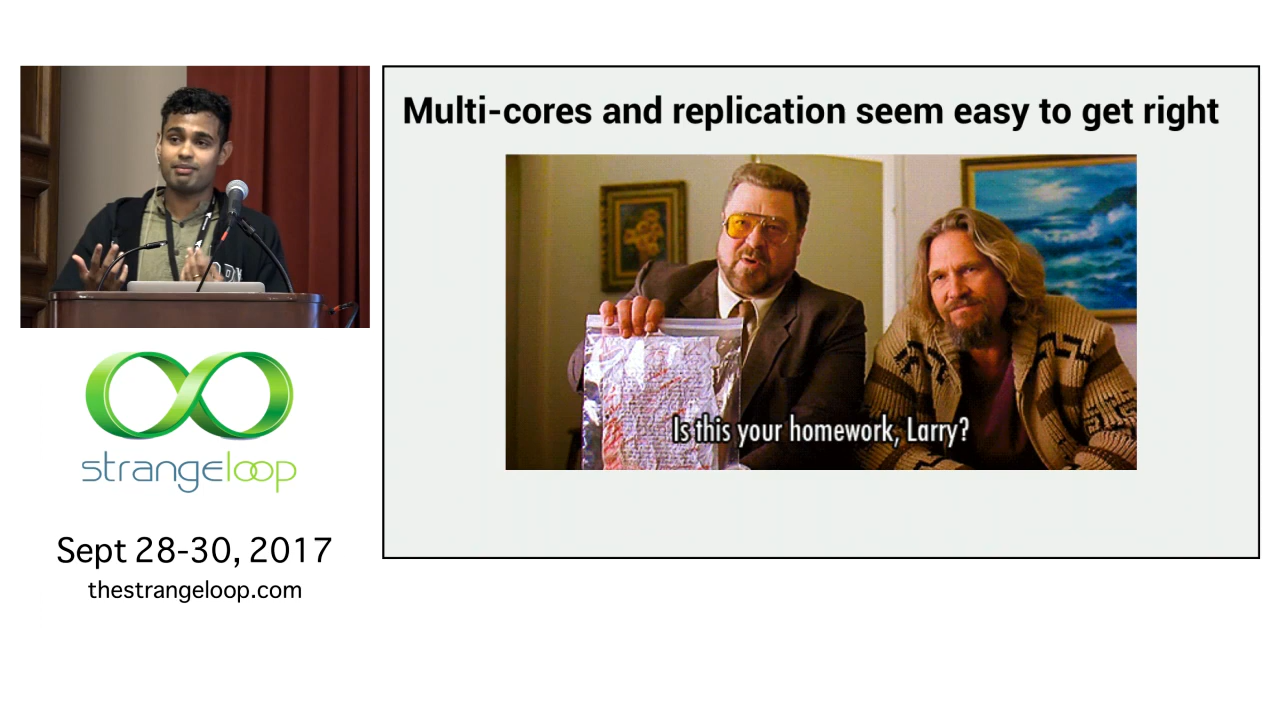 Multi-cores and replication seem easy to get right
Is this your homework, Larry?
strangeloop
Sept 28-30, 2017
thestrangeloop.com